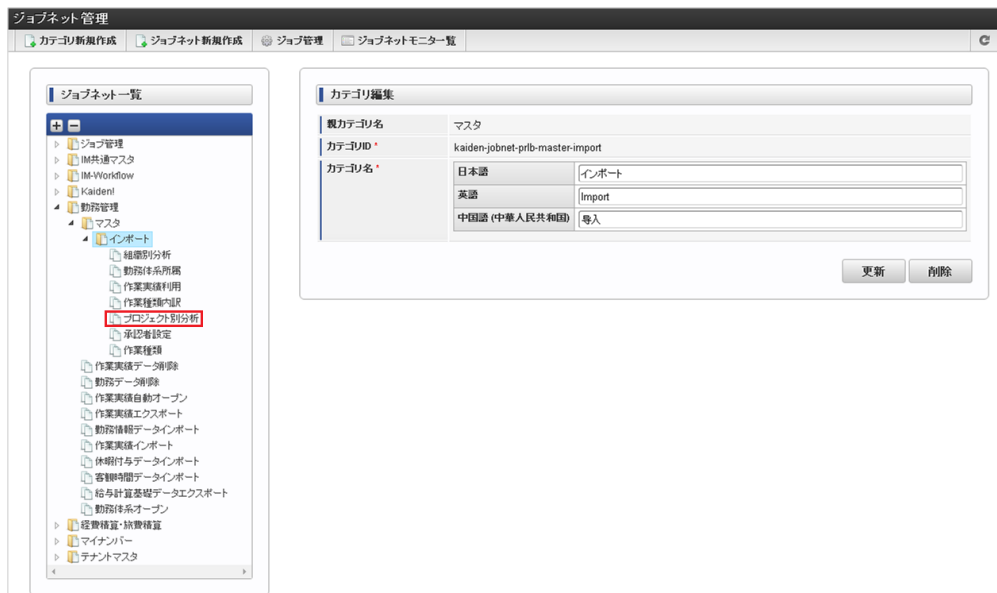 ジョブネット管理
カテゴリ新規作成 ジョブネット新規作成 ジョブ管理 ジョブネットモニター覧
ジョブネット一覧
ジョブ管理
IM共通マスタ
IM-Workflow
Kaiden!
勤務管理
マスタ
インポート
組織別分析
勤務体系所属
作業実績利用
作業種類内訳
プロジェクト別分析
承認者設定
作業種類
作業実績データ削除
勤務データ削除
作業実績自動オープン
作業実績エクスポート
勤務情報データインポート
作業実績インポート
休暇付与データインポート
客観時間データインポート
給与計算基礎データエクスポート
勤務体系オープン
経費精算・旅費精算
マイナンバー
テナントマスタ
カテゴリ編集
親カテゴリ名 マスタ
カテゴリID * kaiden-jobnet-prlb-master-import
カテゴリ名 *
日本語 インポート
英語 Import
中国語 (中華人民共和国) 导入
更新 削除